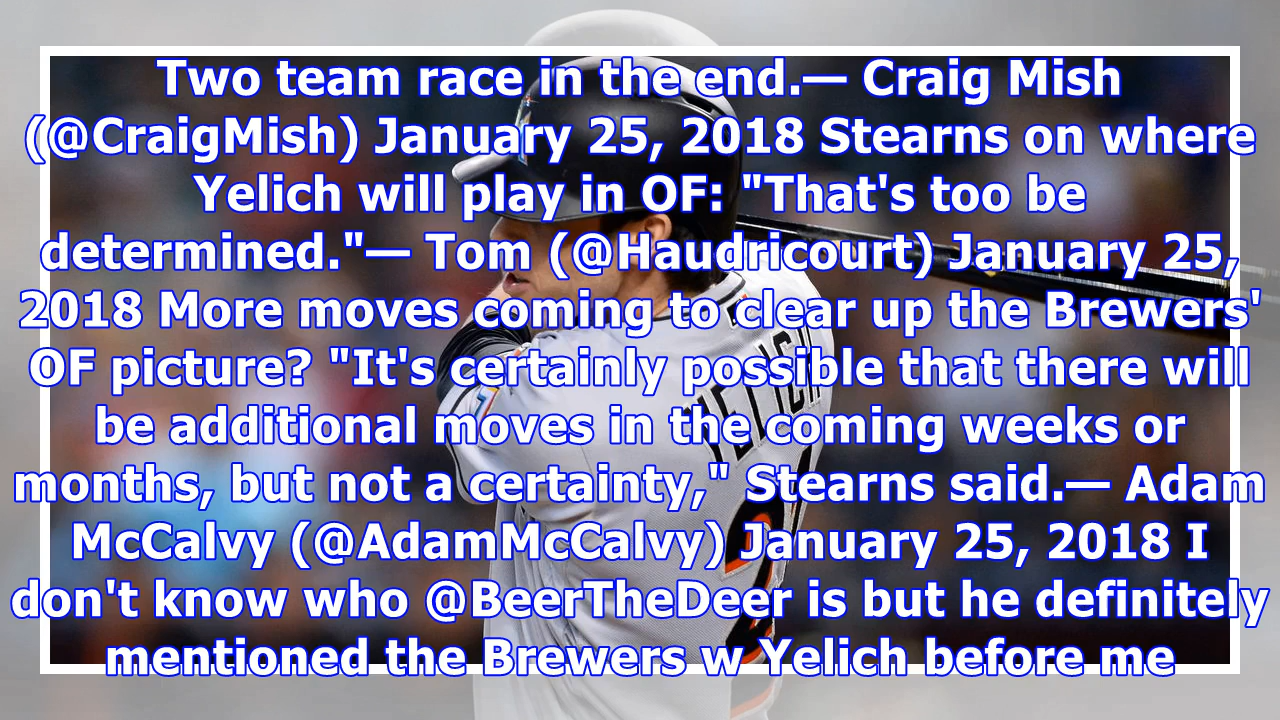 Two team race in the end.— Craig Mish
(@CraigMish) January 25, 2018 Stearns on where
Yelich will play in OF: "That's too be
determined."— Tom (@Haudricourt) January 25,
2018 More moves coming to clear up the Brewers'
OF picture? "It's certainly possible that there will
be additional moves in the coming weeks or
months, but not a certainty," Stearns said.— Adam
McCalvy (@AdamMcCalvy) January 25, 2018 I
don't know who @BeerTheDeer is but he definitely
mentioned the Brewers w Yelich before me
YELICH